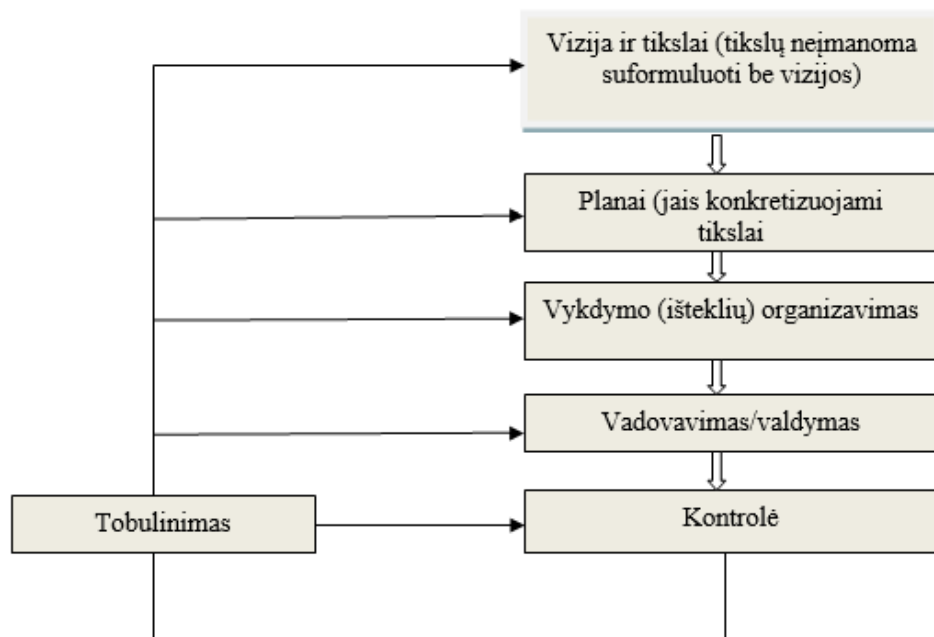 Vizija ir tikslai (tikslų neįmanoma
suformuluoti be vizijos)
Planai (jais konkretizuojami
tikslai
Vykdymo (išteklių) organizavimas
Vadovavimas/valdymas
Tobulinimas
Kontrolė